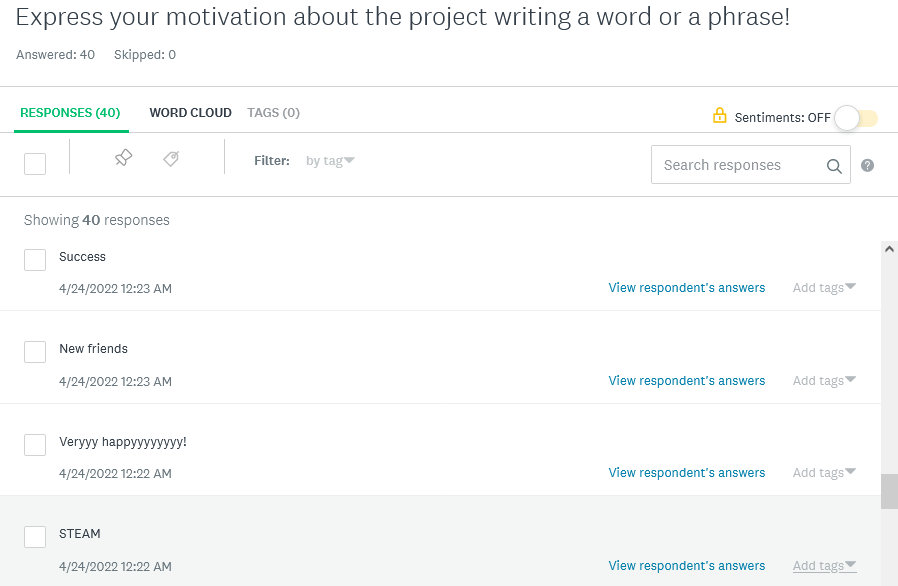 Express your motivation about the project writing a word or a phrase!
Answered: 40 Skipped: 0
RESPONSES (40) WORD CLOUD TAGS (0) Sentiments: OFF
Filter: by tag Search responses ?
Showing 40 responses
Success
4/24/2022 12:23 AM View respondent's answers Add tags
New friends
4/24/2022 12:23 AM View respondent's answers Add tags
Veryyy happyyyyyyyy!
4/24/2022 12:22 AM View respondent's answers Add tags
STEAM
4/24/2022 12:22 AM View respondent's answers Add tags